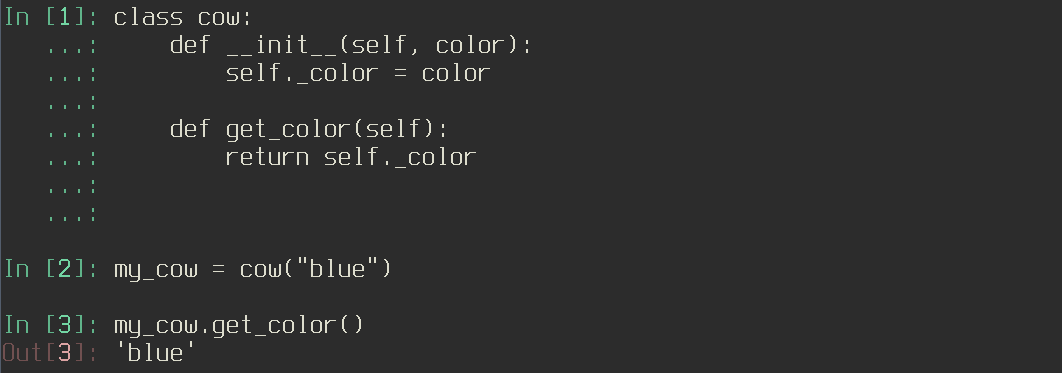 In [1]: class cow:
   ...:     def __init__(self, color):
   ...:         self._color = color
   ...:
   ...:     def get_color(self):
   ...:         return self._color
   ...:
   ...:
In [2]: my_cow = cow("blue")
In [3]: my_cow.get_color()
Out[3]: 'blue'